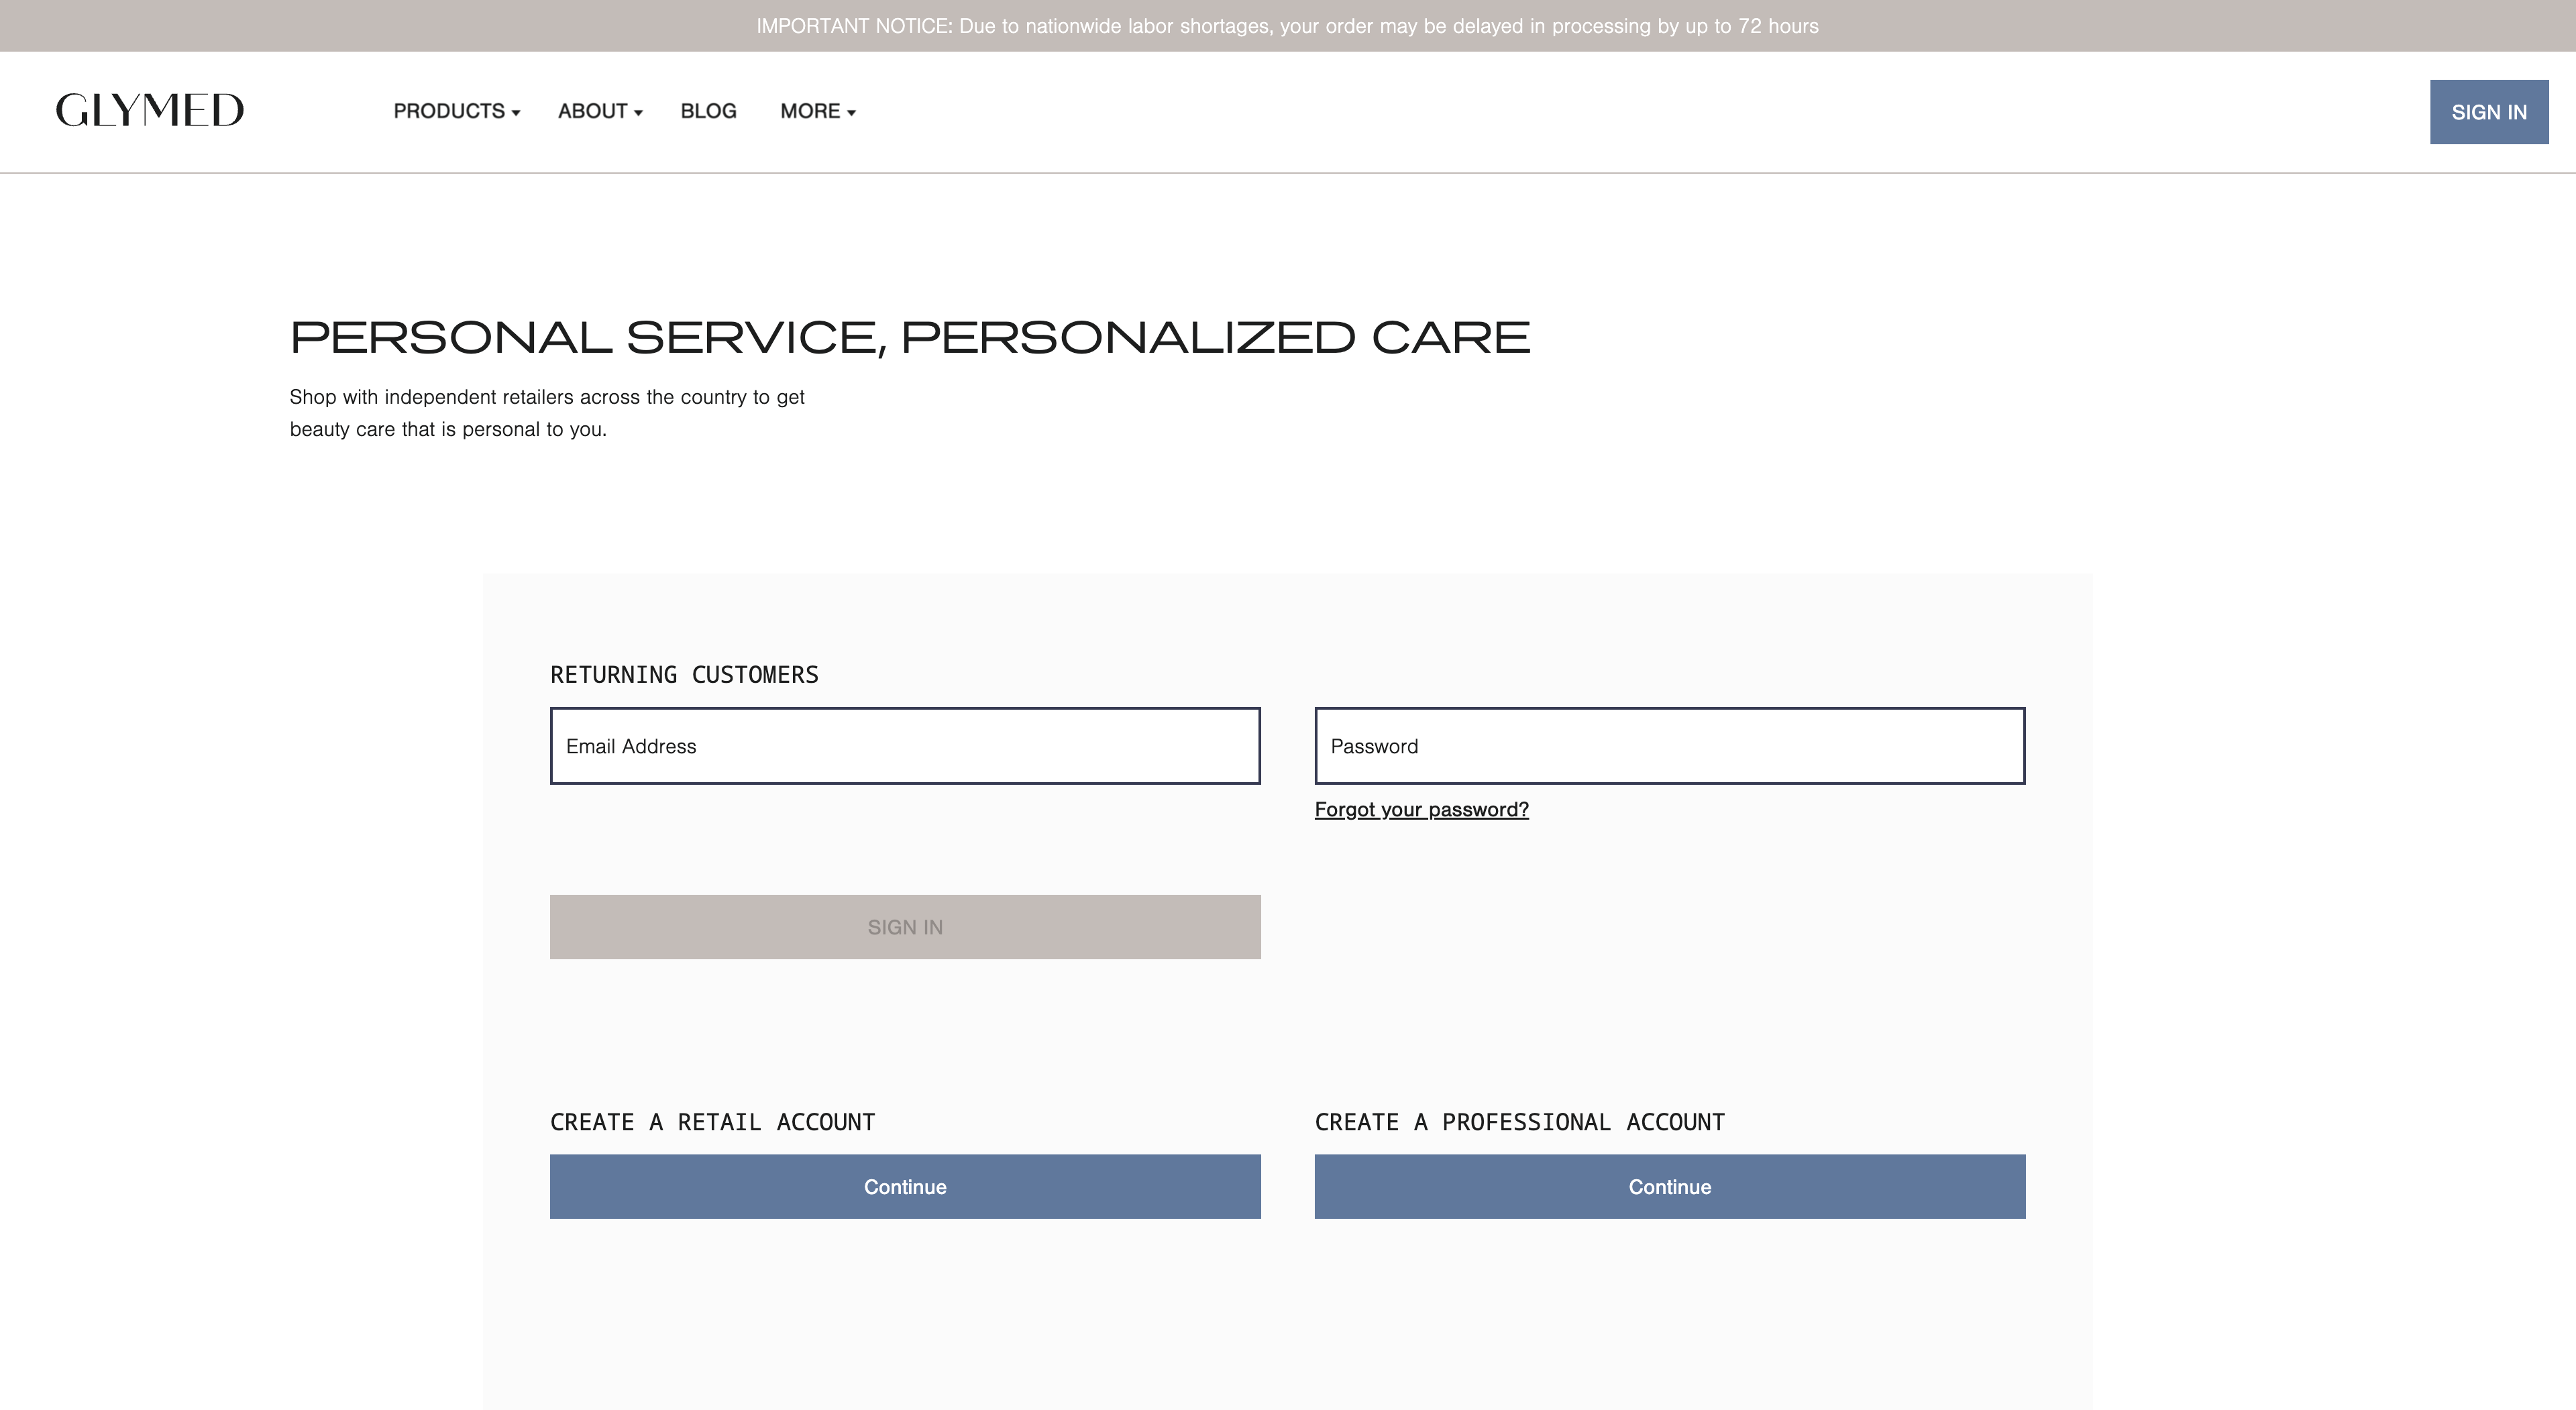 IMPORTANT NOTICE: Due to nationwide labor shortages, your order may be delayed in processing by up to 72 hours
GLYMED
PRODUCTS
ABOUT
BLOG
MORE
SIGN IN
PERSONAL SERVICE, PERSONALIZED CARE
Shop with independent retailers across the country to get
beauty care that is personal to you.
RETURNING CUSTOMERS
Email Address
Password
Forgot your password?
SIGN IN
CREATE A RETAIL ACCOUNT
CREATE A PROFESSIONAL ACCOUNT
Continue
Continue